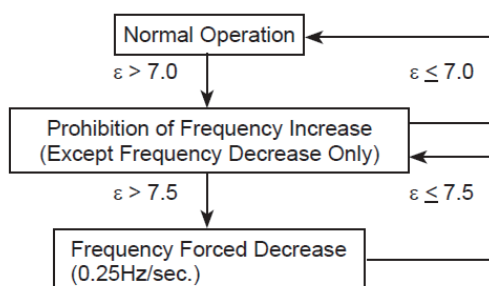 Normal Operation
ε > 7.0
ε ≤ 7.0
Prohibition of Frequency Increase
(Except Frequency Decrease Only)
ε > 7.5
ε ≤ 7.5
Frequency Forced Decrease
(0.25Hz/sec.)